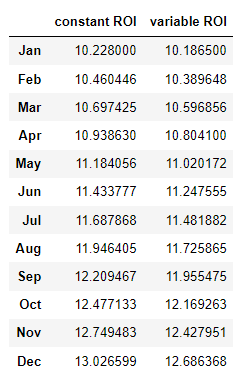 constant ROI variable ROI
Jan 10.228000 10.186500
Feb 10.460446 10.389648
Mar 10.697425 10.596856
Apr 10.938630 10.804100
May 11.184056 11.020172
Jun 11.433777 11.247555
Jul 11.687868 11.481882
Aug 11.946405 11.725865
Sep 12.209467 11.955475
Oct 12.477133 12.169263
Nov 12.749483 12.427951
Dec 13.026599 12.686368